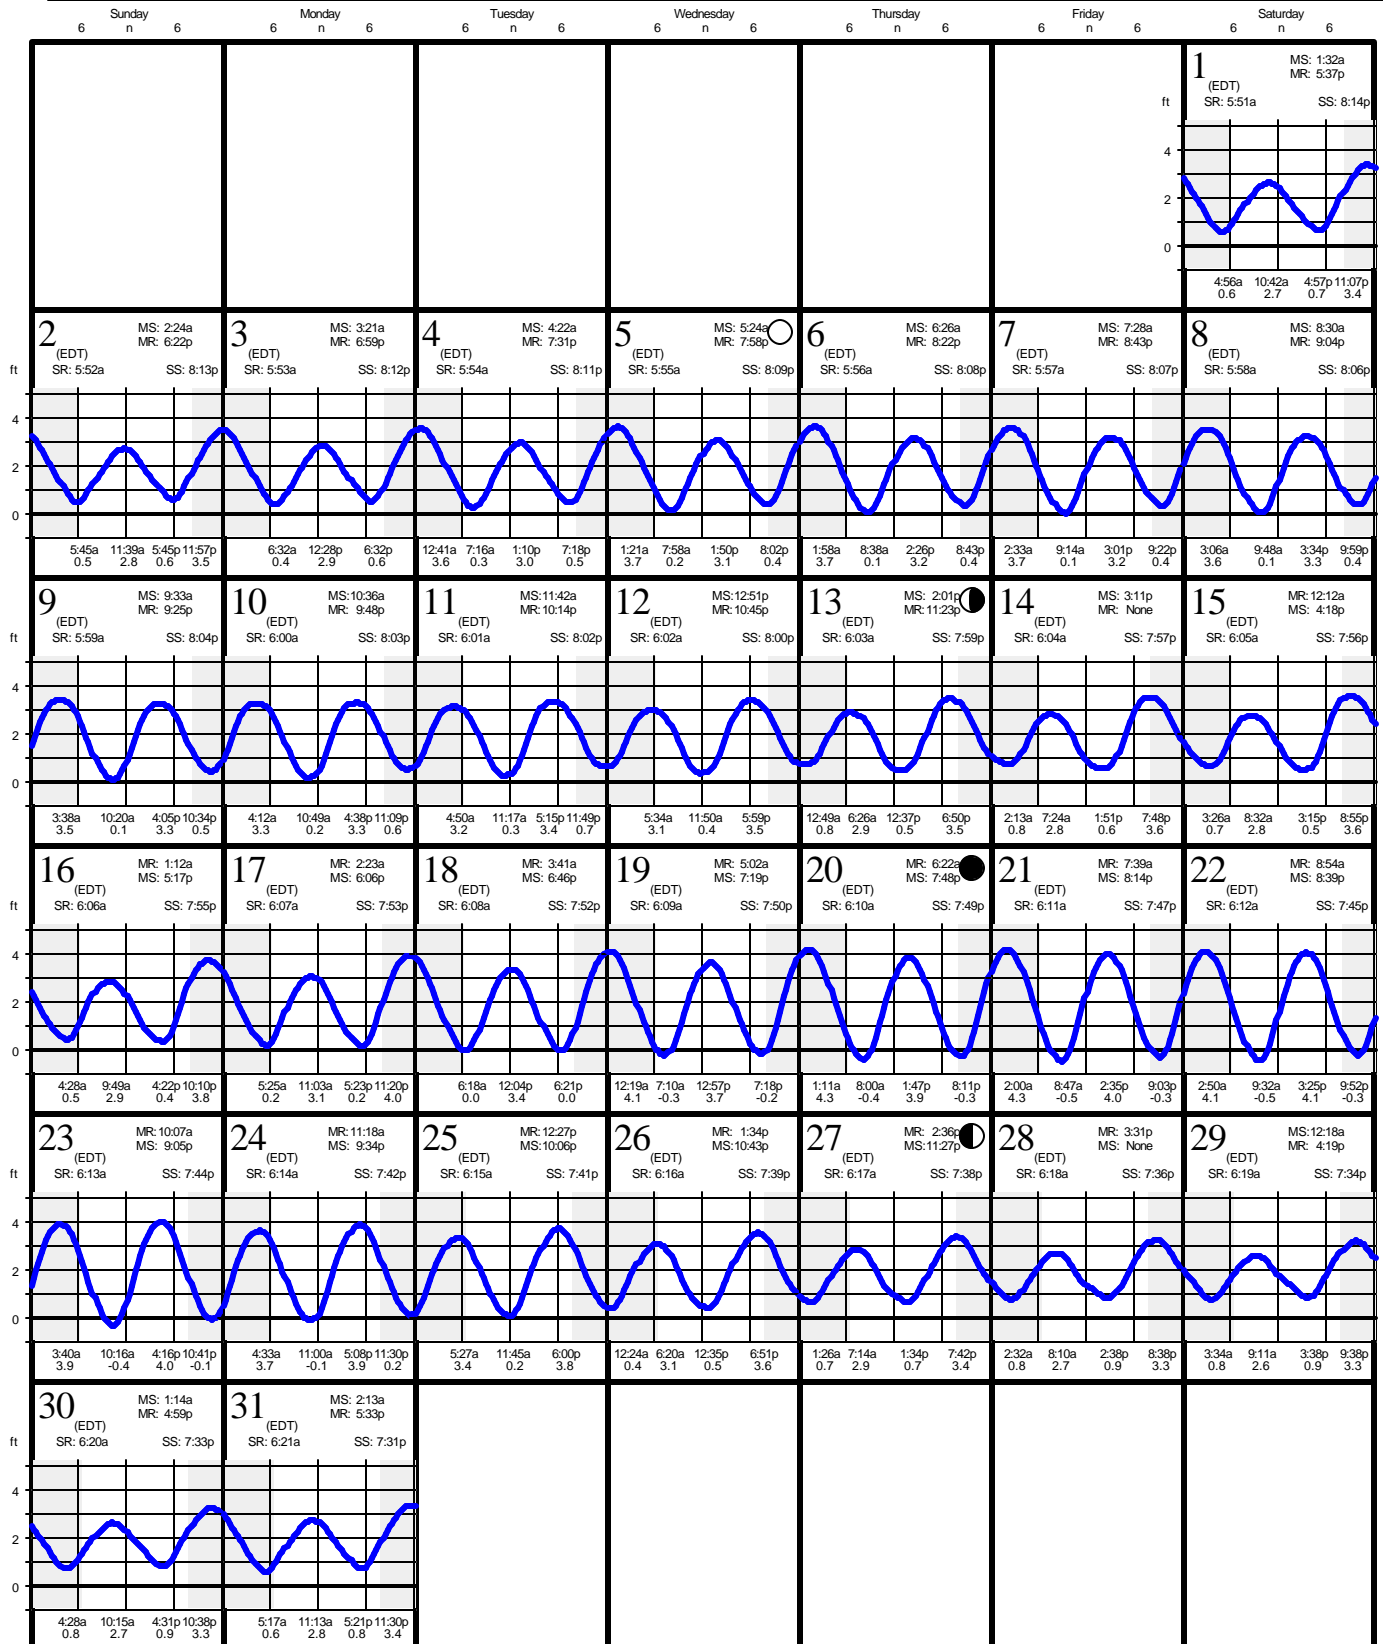 Sunday Monday Tuesday Wednesday Thursday Friday Saturday
6 n 6 6 n 6 6 n 6 6 n 6 6 n 6 6 n 6 6 n 6
1 MS: 1:32a
MR: 5:37p
(EDT)
ft SR: 5:51a SS: 8:14p
4
2
0
4:56a 10:42a 4:57p 11:07p
0.6 2.7 0.7 3.4
2 MS: 2:24a 3 MS: 3:21a 4 MS: 4:22a 5 MS: 5:24a 6 MS: 6:26a 7 MS: 7:28a 8 MS: 8:30a
MR: 6:22p MR: 6:59p MR: 7:31p MR: 7:58p MR: 8:22p MR: 8:43p MR: 9:04p
(EDT) (EDT) (EDT) (EDT) (EDT) (EDT) (EDT)
ft SR: 5:52a SS: 8:13p SR: 5:53a SS: 8:12p SR: 5:54a SS: 8:11p SR: 5:55a SS: 8:09p SR: 5:56a SS: 8:08p SR: 5:57a SS: 8:07p SR: 5:58a SS: 8:06p
4
2
0
5:45a 11:39a 5:45p 11:57p 6:32a 12:28p 6:32p 12:41a 7:16a 1:10p 7:18p 1:21a 7:58a 1:50p 8:02p 1:58a 8:38a 2:26p 8:43p 2:33a 9:14a 3:01p 9:22p 3:06a 9:48a 3:34p 9:59p
0.5 2.8 0.6 3.5 0.4 2.9 0.6 3.6 0.3 3.0 0.5 3.7 0.2 3.1 0.4 3.7 0.1 3.2 0.4 3.7 0.1 3.2 0.4 3.6 0.1 3.3 0.4
9 MS: 9:33a 10 MS:10:36a 11 MS:11:42a 12 MS:12:51p 13 MS: 2:01p 14 MS: 3:11p 15 MR:12:12a
MR: 9:25p MR: 9:48p MR:10:14p MR:10:45p MR:11:23p MR: None MS: 4:18p
(EDT) (EDT) (EDT) (EDT) (EDT) (EDT) (EDT)
ft SR: 5:59a SS: 8:04p SR: 6:00a SS: 8:03p SR: 6:01a SS: 8:02p SR: 6:02a SS: 8:00p SR: 6:03a SS: 7:59p SR: 6:04a SS: 7:57p SR: 6:05a SS: 7:56p
4
2
0
3:38a 10:20a 4:05p 10:34p 4:12a 10:49a 4:38p 11:09p 4:50a 11:17a 5:15p 11:49p 5:34a 11:50a 5:59p 12:49a 6:26a 12:37p 6:50p 2:13a 7:24a 1:51p 7:48p 3:26a 8:32a 3:15p 8:55p
3.5 0.1 3.3 0.5 3.3 0.2 3.3 0.6 3.2 0.3 3.4 0.7 3.1 0.4 3.5 0.8 2.9 0.5 3.5 0.8 2.8 0.6 3.6 0.7 2.8 0.5 3.6
16 MR: 1:12a 17 MR: 2:23a 18 MR: 3:41a 19 MR: 5:02a 20 MR: 6:22a 21 MR: 7:39a 22 MR: 8:54a
MS: 5:17p MS: 6:06p MS: 6:46p MS: 7:19p MS: 7:48p MS: 8:14p MS: 8:39p
(EDT) (EDT) (EDT) (EDT) (EDT) (EDT) (EDT)
ft SR: 6:06a SS: 7:55p SR: 6:07a SS: 7:53p SR: 6:08a SS: 7:52p SR: 6:09a SS: 7:50p SR: 6:10a SS: 7:49p SR: 6:11a SS: 7:47p SR: 6:12a SS: 7:45p
4
2
0
4:28a 9:49a 4:22p 10:10p 5:25a 11:03a 5:23p 11:20p 6:18a 12:04p 6:21p 12:19a 7:10a 12:57p 7:18p 1:11a 8:00a 1:47p 8:11p 2:00a 8:47a 2:35p 9:03p 2:50a 9:32a 3:25p 9:52p
0.5 2.9 0.4 3.8 0.2 3.1 0.2 4.0 0.0 3.4 0.0 4.1 -0.3 3.7 -0.2 4.3 -0.4 3.9 -0.3 4.3 -0.5 4.0 -0.3 4.1 -0.5 4.1 -0.3
23 MR:10:07a 24 MR:11:18a 25 MR:12:27p 26 MR: 1:34p 27 MR: 2:36p 28 MR: 3:31p 29 MS:12:18a
MS: 9:05p MS: 9:34p MS:10:06p MS:10:43p MS:11:27p MS: None MR: 4:19p
(EDT) (EDT) (EDT) (EDT) (EDT) (EDT) (EDT)
ft SR: 6:13a SS: 7:44p SR: 6:14a SS: 7:42p SR: 6:15a SS: 7:41p SR: 6:16a SS: 7:39p SR: 6:17a SS: 7:38p SR: 6:18a SS: 7:36p SR: 6:19a SS: 7:34p
4
2
0
3:40a 10:16a 4:16p 10:41p 4:33a 11:00a 5:08p 11:30p 5:27a 11:45a 6:00p 12:24a 6:20a 12:35p 6:51p 1:26a 7:14a 1:34p 7:42p 2:32a 8:10a 2:38p 8:38p 3:34a 9:11a 3:38p 9:38p
3.9 -0.4 4.0 -0.1 3.7 -0.1 3.9 0.2 3.4 0.2 3.8 0.4 3.1 0.5 3.6 0.7 2.9 0.7 3.4 0.8 2.7 0.9 3.3 0.8 2.6 0.9 3.3
30 MS: 1:14a 31 MS: 2:13a
MR: 4:59p MR: 5:33p
(EDT) (EDT)
ft SR: 6:20a SS: 7:33p SR: 6:21a SS: 7:31p
4
2
0
4:28a 10:15a 4:31p 10:38p 5:17a 11:13a 5:21p 11:30p
0.8 2.7 0.9 3.3 0.6 2.8 0.8 3.4